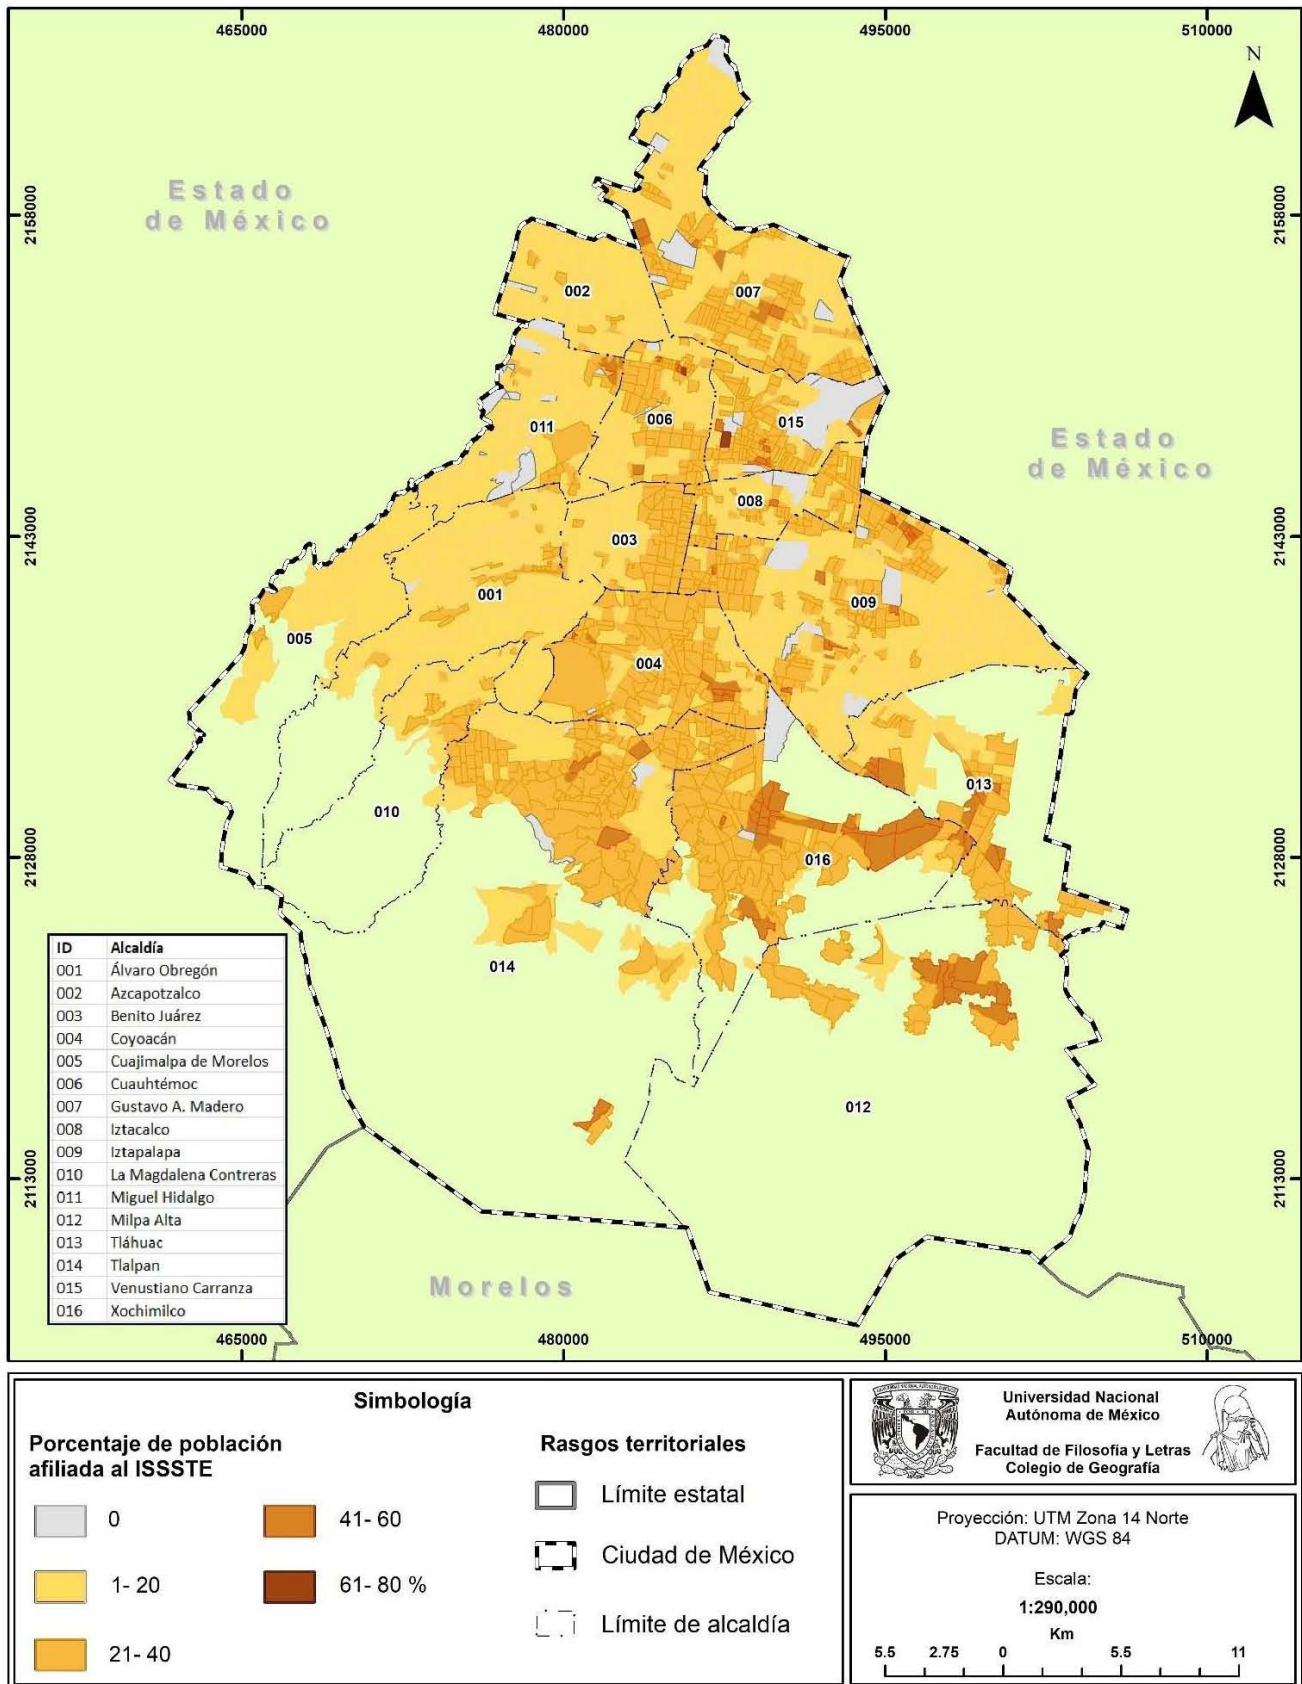 465000 480000 495000 510000
N
Estado
de México
2158000
2158000
002
007
011
006
015
Estado
de México
008
2143000
003
2143000
001
009
005
004
013
010
2128000
016
2128000
014
012
ID Alcaldía
001 Álvaro Obregón
002 Azcapotzalco
003 Benito Juárez
004 Coyoacán
005 Cuajimalpa de Morelos
006 Cuauhtémoc
007 Gustavo A. Madero
008 Iztacalco
009 Iztapalapa
010 La Magdalena Contreras
011 Miguel Hidalgo
012 Milpa Alta
013 Tláhuac
014 Tlalpan
015 Venustiano Carranza
016 Xochimilco
2113000
2113000
Morelos
465000 480000 495000 510000
Simbología
Porcentaje de población
afiliada al ISSSTE
0
1- 20
21- 40
41- 60
61- 80 %
Rasgos territoriales
Límite estatal
Ciudad de México
Límite de alcaldía
Universidad Nacional
Autónoma de México
Facultad de Filosofía y Letras
Colegio de Geografía
Proyección: UTM Zona 14 Norte
DATUM: WGS 84
Escala:
1:290,000
Km
5.5 2.75 0 5.5 11